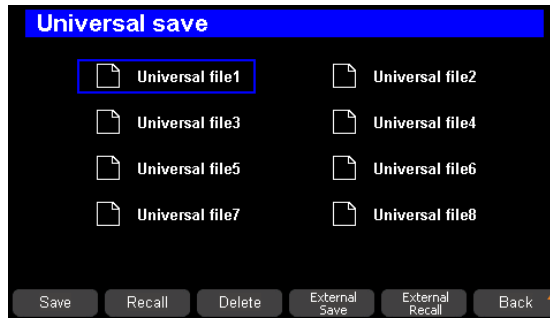 Universal save
Universal file1 Universal file2
Universal file3 Universal file4
Universal file5 Universal file6
Universal file7 Universal file8
Save Recall Delete External Save External Recall Back